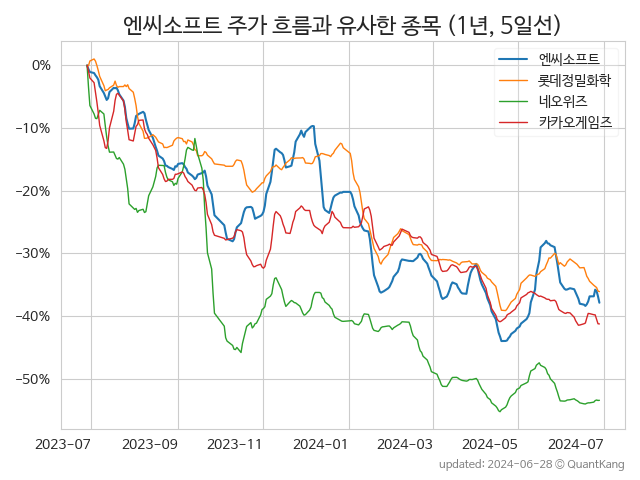 엔씨소프트 주가 흐름과 유사한 종목 (1년, 5일선)
엔씨소프트
롯데정밀화학
네오위즈
카카오게임즈
0%
−10%
−20%
−30%
−40%
−50%
2023-07 2023-09 2023-11 2024-01 2024-03 2024-05 2024-07
updated: 2024-06-28 © QuantKang